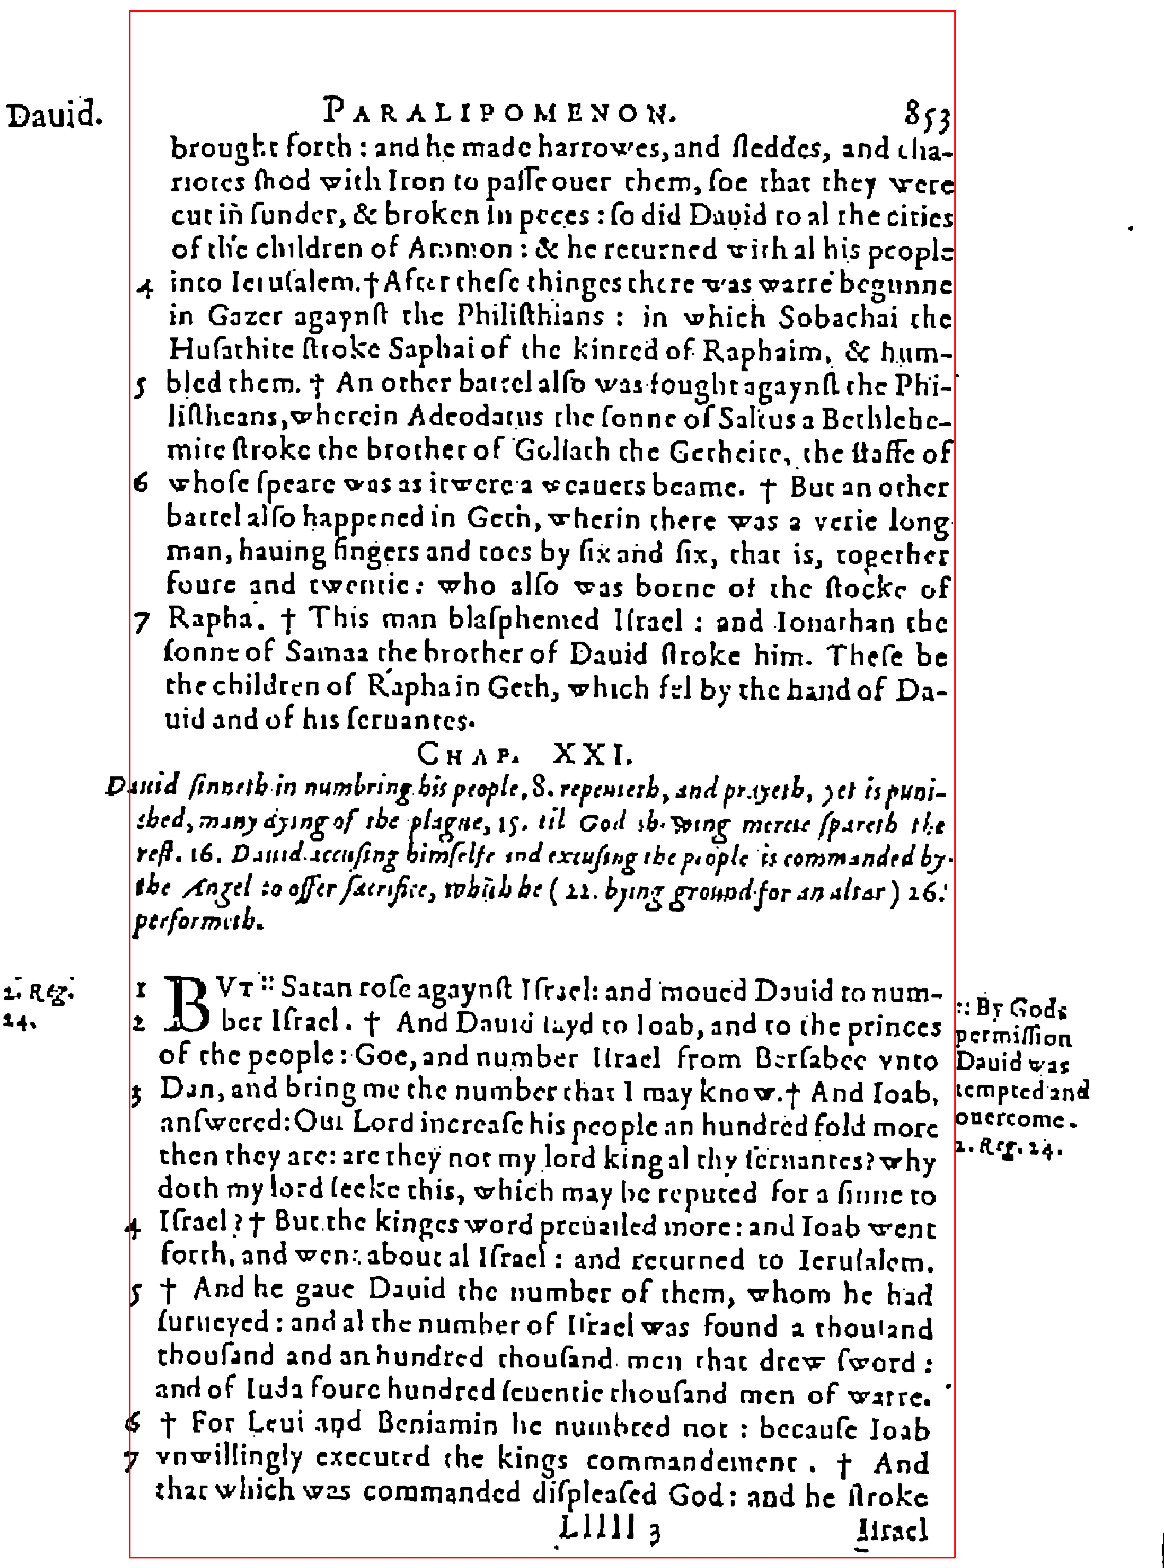 Dauid. PARALIPOMENON. 853
brought forth : and he made harrowes, and ſleddes, and cha-
riotes ſhod with Iron to paſſe ouer them, ſoe that they were
cut in ſunder, & broken in peces : ſo did Dauid to al the cities
of the children of Ammon : & he returned with al his people
4 into Ieruſalem. † After theſe thinges there was warre begunne
in Gazer agaynſt the Philiſthians : in which Sobachai the
Huſathite ſtroke Saphai of the kinred of Raphaim, & hum-
5 bled them. † An other battel alſo was fought agaynſt the Phi-
liſtheans, wherein Adeodatus the ſonne of Saltus a Bethlehe-
mite ſtroke the brother of Goliath the Getheite, the ſtaffe of
6 whoſe ſpeare was as it were a weauers beame. † But an other
battel alſo happened in Geth, wherin there was a verie long
man, hauing fingers and toes by ſix and ſix, that is, together
foure and twentie : who alſo was borne of the ſtocke of
7 Rapha. † This man blaſphemed Iſrael : and Ionathan the
ſonne of Samaa the brother of Dauid ſtroke him. Theſe be
the children of Rapha in Geth, which fel by the hand of Da-
uid and of his ſeruantes.
CHAP. XXI.
Dauid ſinneth in numbring his people, 8. repenteth, and prayeth, yet is puni-
ſhed, many dying of the plague, 15. til God ſhewing mercie ſpareth the
reſt. 16. Dauid accuſing himſelfe and excuſing the people is commanded by
the Angel to offer ſacrifice, which he ( 22. bying ground for an altar ) 26.
performeth.
2. Reg. 24.
1 BVT :: Satan roſe agaynſt Iſrael: and moued Dauid to num-
2 ber Iſrael. † And Dauid ſayd to Ioab, and to the princes
of the people : Goe, and number Iſrael from Berſabee vnto
3 Dan, and bring me the number that I may know. † And Ioab,
anſwered: Our Lord increaſe his people an hundred fold more
then they are: are they not my lord king al thy ſeruantes? why
doth my lord ſeeke this, which may be reputed for a ſinne to
4 Iſrael? † But the kinges word preuailed more: and Ioab went
forth, and went about al Iſrael : and returned to Ieruſalem.
5 † And he gaue Dauid the number of them, whom he had
ſurueyed : and al the number of Iſrael was found a thouſand
thouſand and an hundred thouſand men that drew ſword :
and of Iuda foure hundred ſeuentie thouſand men of warre.
6 † For Leui and Beniamin he numbred not : becauſe Ioab
7 vnwillingly executed the kings commandement . † And
that which was commanded diſpleaſed God: and he ſtroke
Lllll 3 Iſrael
:: By Gods
permiſſion
Dauid was
tempted and
ouercome.
2. Reg. 24.